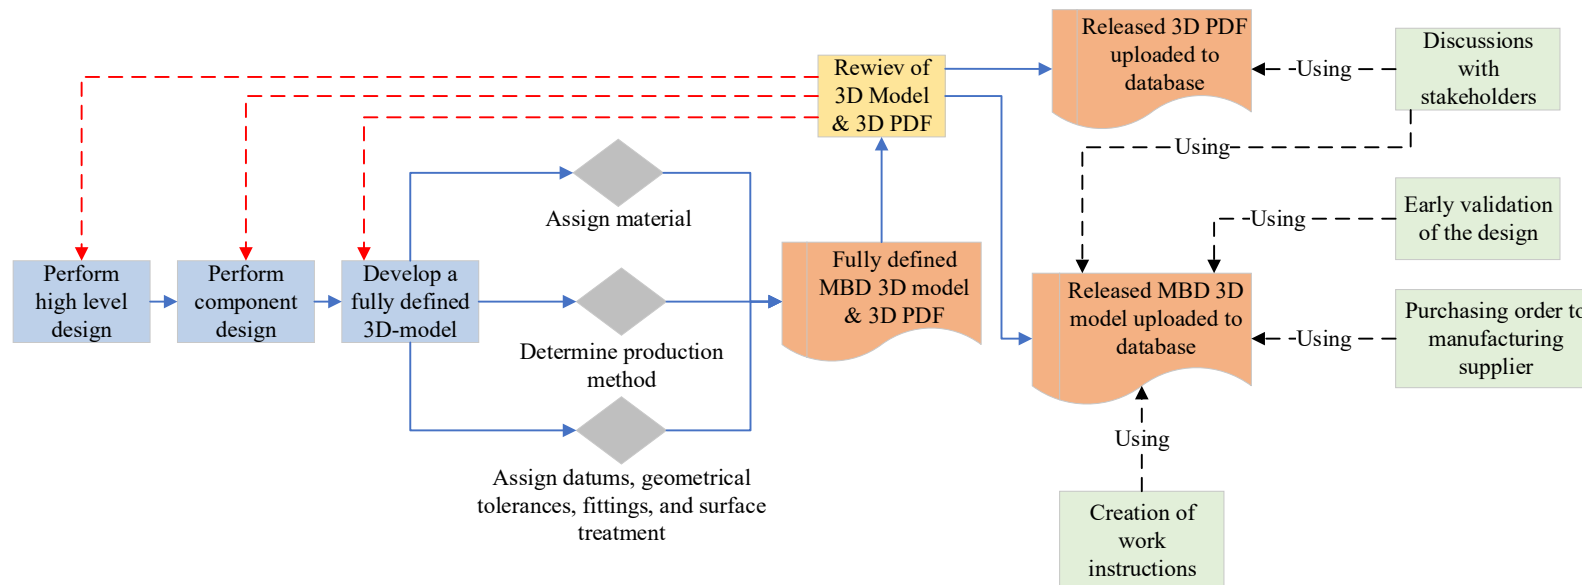 Rewiev of
3D Model
& 3D PDF
Released 3D PDF
uploaded to
database
Using
Discussions
with
stakeholders
Using
Assign material
Using
Early validation
of the design
Perform
high level
design
Perform
component
design
Develop a
fully defined
3D-model
Fully defined
MBD 3D model
& 3D PDF
Released MBD 3D
model uploaded to
database
Using
Purchasing order to
manufacturing
supplier
Determine production
method
Using
Assign datums, geometrical
tolerances, fittings, and surface
treatment
Creation of
work
instructions